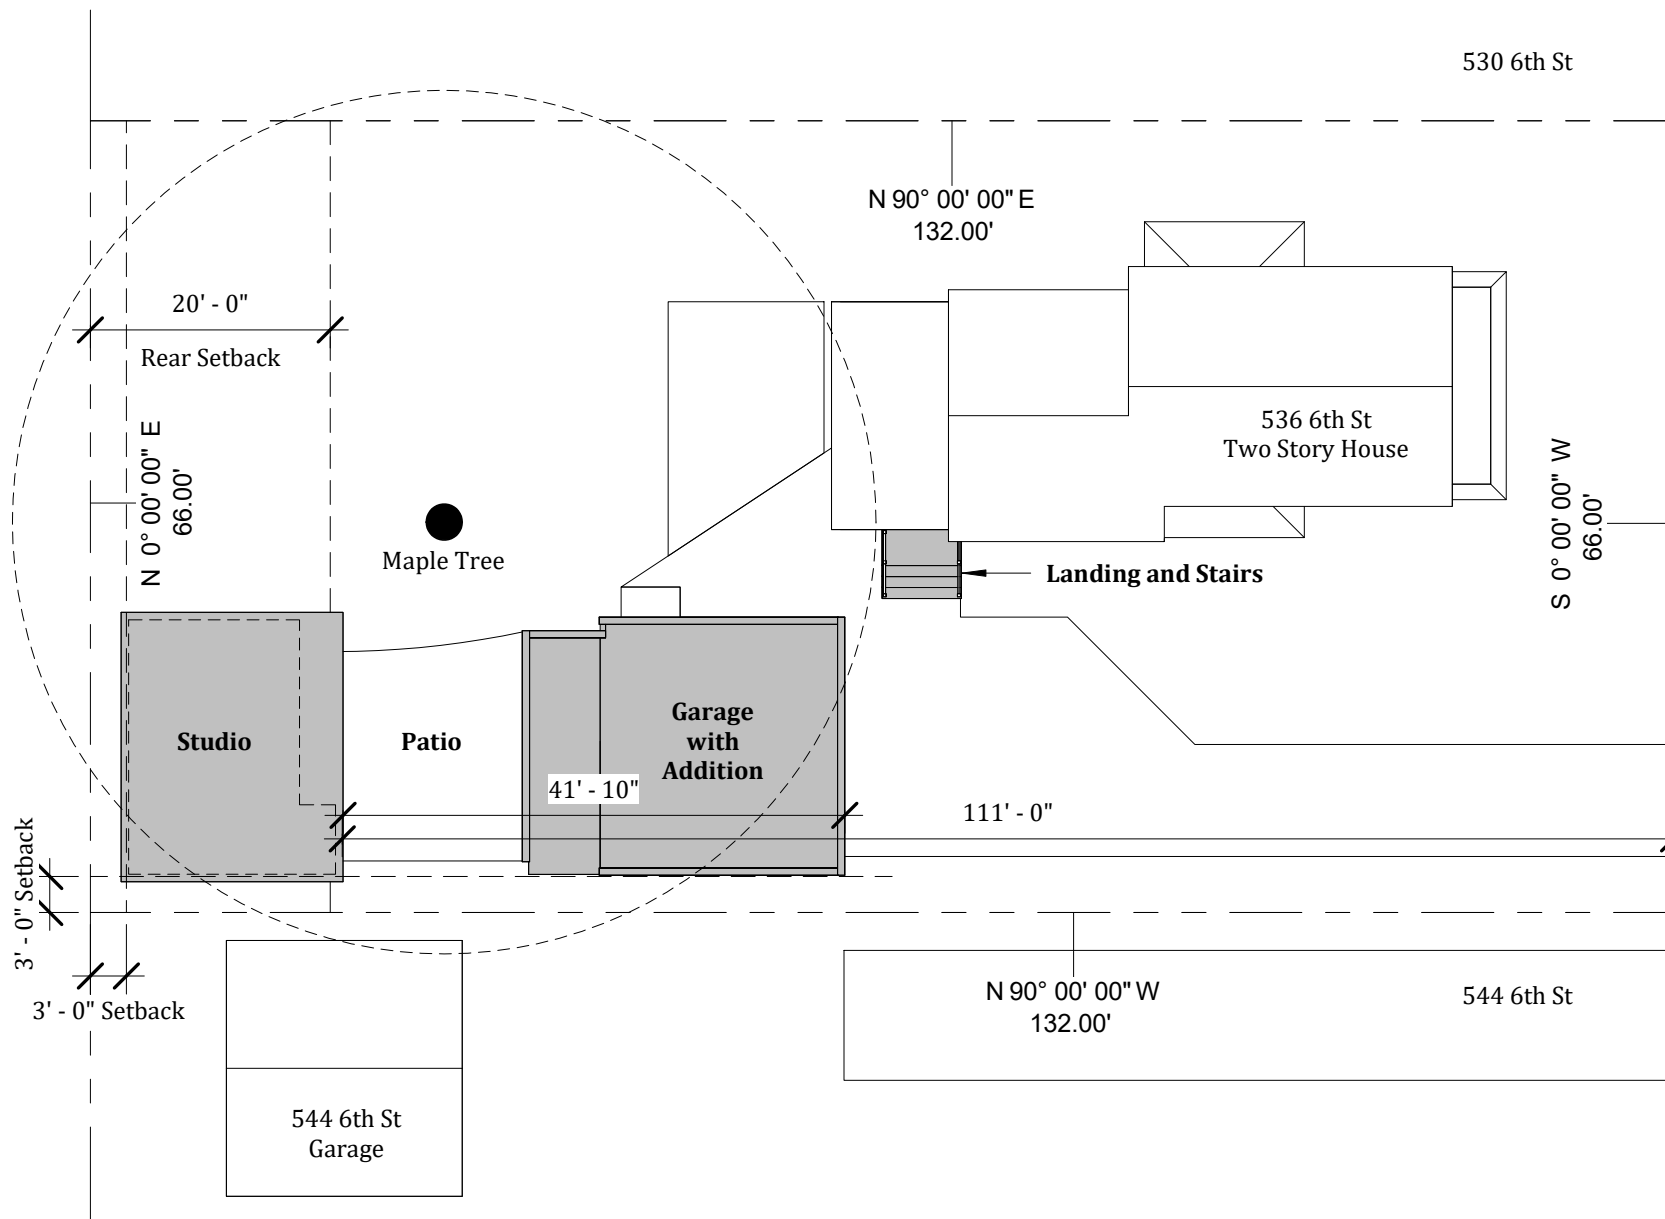 530 6th St
N 90° 00' 00" E
132.00'
20' - 0"
Rear Setback
N 0° 00' 00" E
66.00'
536 6th St
Two Story House
S 0° 00' 00" W
66.00'
Maple Tree
Landing and Stairs
Studio
Patio
Garage
with
Addition
41' - 10"
111' - 0"
3' - 0" Setback
3' - 0" Setback
N 90° 00' 00" W
132.00'
544 6th St
544 6th St
Garage